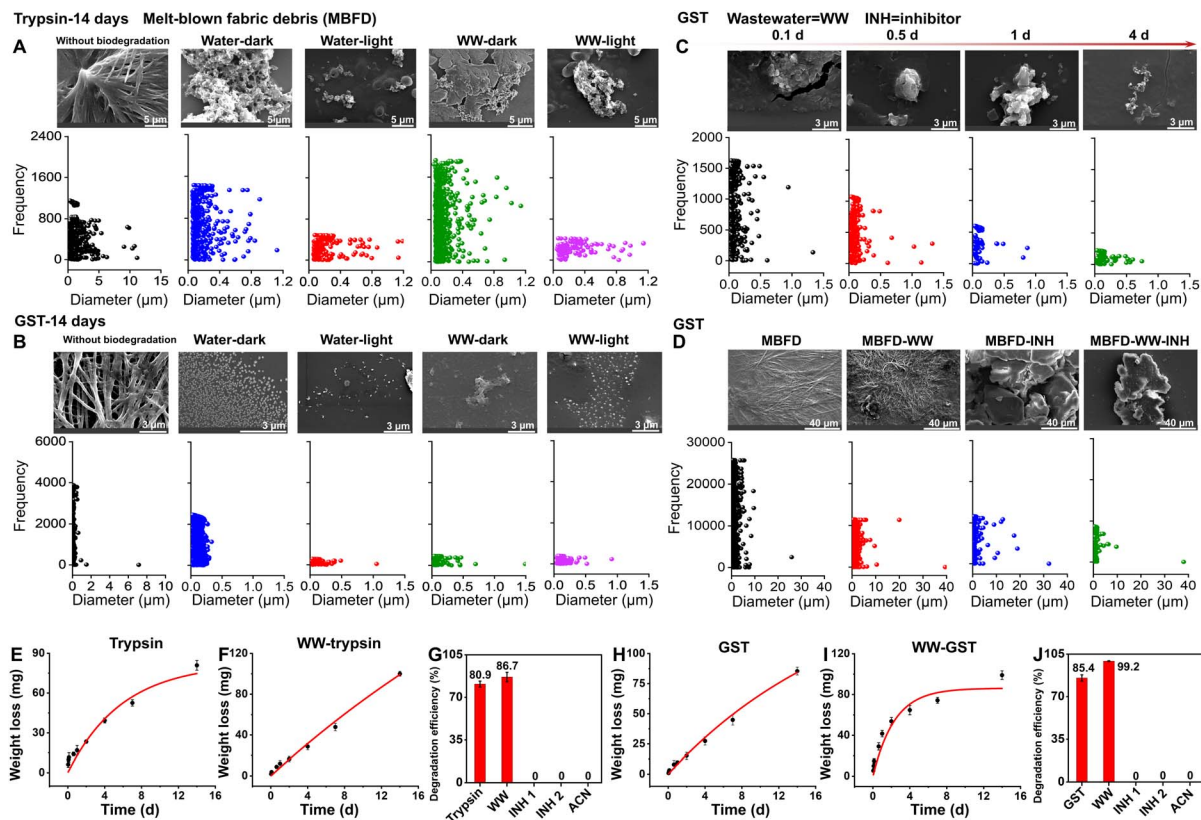 Trypsin-14 days Melt-blown fabric debris (MBFD)
A
Without biodegradation Water-dark Water-light WW-dark WW-light
5 μm 5 μm 5 μm 5 μm 5 μm
Frequency
2400
1600
800
0
0 5 10 15 0.0 0.4 0.8 1.2 0.0 0.4 0.8 1.2 0.0 0.4 0.8 1.2 0.0 0.4 0.8 1.2
Diameter (μm) Diameter (μm) Diameter (μm) Diameter (μm) Diameter (μm)
GST-14 days
B
Without biodegradation Water-dark Water-light WW-dark WW-light
3 μm 3 μm 3 μm 3 μm 3 μm
Frequency
6000
4000
2000
0
0 2 4 6 8 10 0.0 0.5 1.0 1.5 0.0 0.5 1.0 1.5 0.0 0.5 1.0 1.5 0.0 0.5 1.0 1.5
Diameter (μm) Diameter (μm) Diameter (μm) Diameter (μm) Diameter (μm)
GST Wastewater=WW INH=inhibitor
C
0.1 d 0.5 d 1 d 4 d
3 μm 3 μm 3 μm 3 μm
Frequency
2000
1500
1000
500
0
0.0 0.5 1.0 1.5 0.0 0.5 1.0 1.5 0.0 0.5 1.0 1.5 0.0 0.5 1.0 1.5
Diameter (μm) Diameter (μm) Diameter (μm) Diameter (μm)
GST
D
MBFD MBFD-WW MBFD-INH MBFD-WW-INH
40 μm 40 μm 40 μm 40 μm
Frequency
30000
20000
10000
0
0 10 20 30 40 0 10 20 30 40 0 10 20 30 40 0 10 20 30 40
Diameter (μm) Diameter (μm) Diameter (μm) Diameter (μm)
E
Trypsin
Weight loss (mg)
90
60
30
0
0 4 8 12 16
Time (d)
F
WW-trypsin
Weight loss (mg)
120
80
40
0
0 4 8 12 16
Time (d)
G
Degradation efficiency (%)
105
70
35
0
80.9 86.7 0 0 0
Trypsin WW INH 1 INH 2 ACN
H
GST
Weight loss (mg)
90
60
30
0
0 4 8 12 16
Time (d)
I
WW-GST
Weight loss (mg)
120
80
40
0
0 4 8 12 16
Time (d)
J
Degradation efficiency (%)
105
70
35
0
85.4 99.2 0 0 0
GST WW INH 1 INH 2 ACN